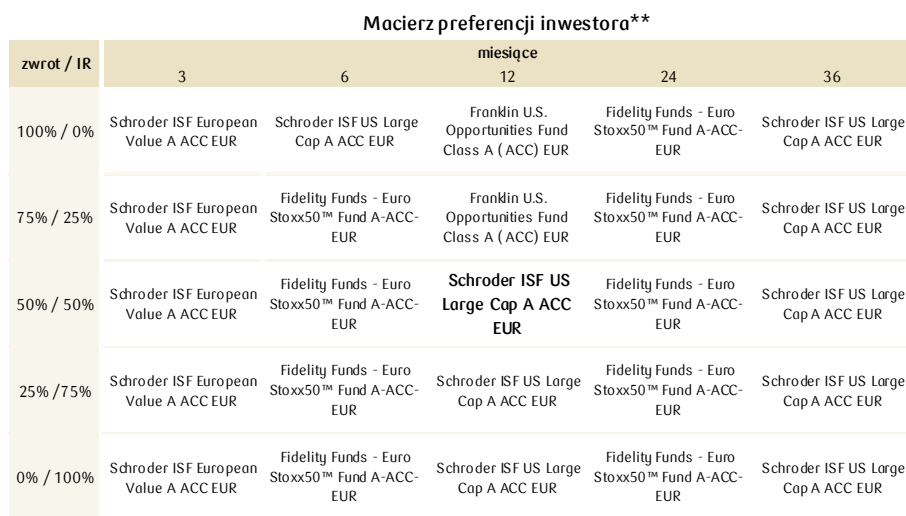 Macierz preferencji inwestora**
zwrot / IR
miesiące
3 6 12 24 36
100% / 0%
Schroder ISF European
Value A ACC EUR
Schroder ISF US Large
Cap A ACC EUR
Franklin U.S.
Opportunities Fund
Class A ( ACC) EUR
Fidelity Funds - Euro
Stoxx50™ Fund A-ACC-
EUR
Schroder ISF US Large
Cap A ACC EUR
75% / 25%
Schroder ISF European
Value A ACC EUR
Fidelity Funds - Euro
Stoxx50™ Fund A-ACC-
EUR
Franklin U.S.
Opportunities Fund
Class A ( ACC) EUR
Fidelity Funds - Euro
Stoxx50™ Fund A-ACC-
EUR
Schroder ISF US Large
Cap A ACC EUR
50% / 50%
Schroder ISF European
Value A ACC EUR
Fidelity Funds - Euro
Stoxx50™ Fund A-ACC-
EUR
Schroder ISF US
Large Cap A ACC
EUR
Fidelity Funds - Euro
Stoxx50™ Fund A-ACC-
EUR
Schroder ISF US Large
Cap A ACC EUR
25% /75%
Schroder ISF European
Value A ACC EUR
Fidelity Funds - Euro
Stoxx50™ Fund A-ACC-
EUR
Schroder ISF US Large
Cap A ACC EUR
Fidelity Funds - Euro
Stoxx50™ Fund A-ACC-
EUR
Schroder ISF US Large
Cap A ACC EUR
0% / 100%
Schroder ISF European
Value A ACC EUR
Fidelity Funds - Euro
Stoxx50™ Fund A-ACC-
EUR
Schroder ISF US Large
Cap A ACC EUR
Fidelity Funds - Euro
Stoxx50™ Fund A-ACC-
EUR
Schroder ISF US Large
Cap A ACC EUR